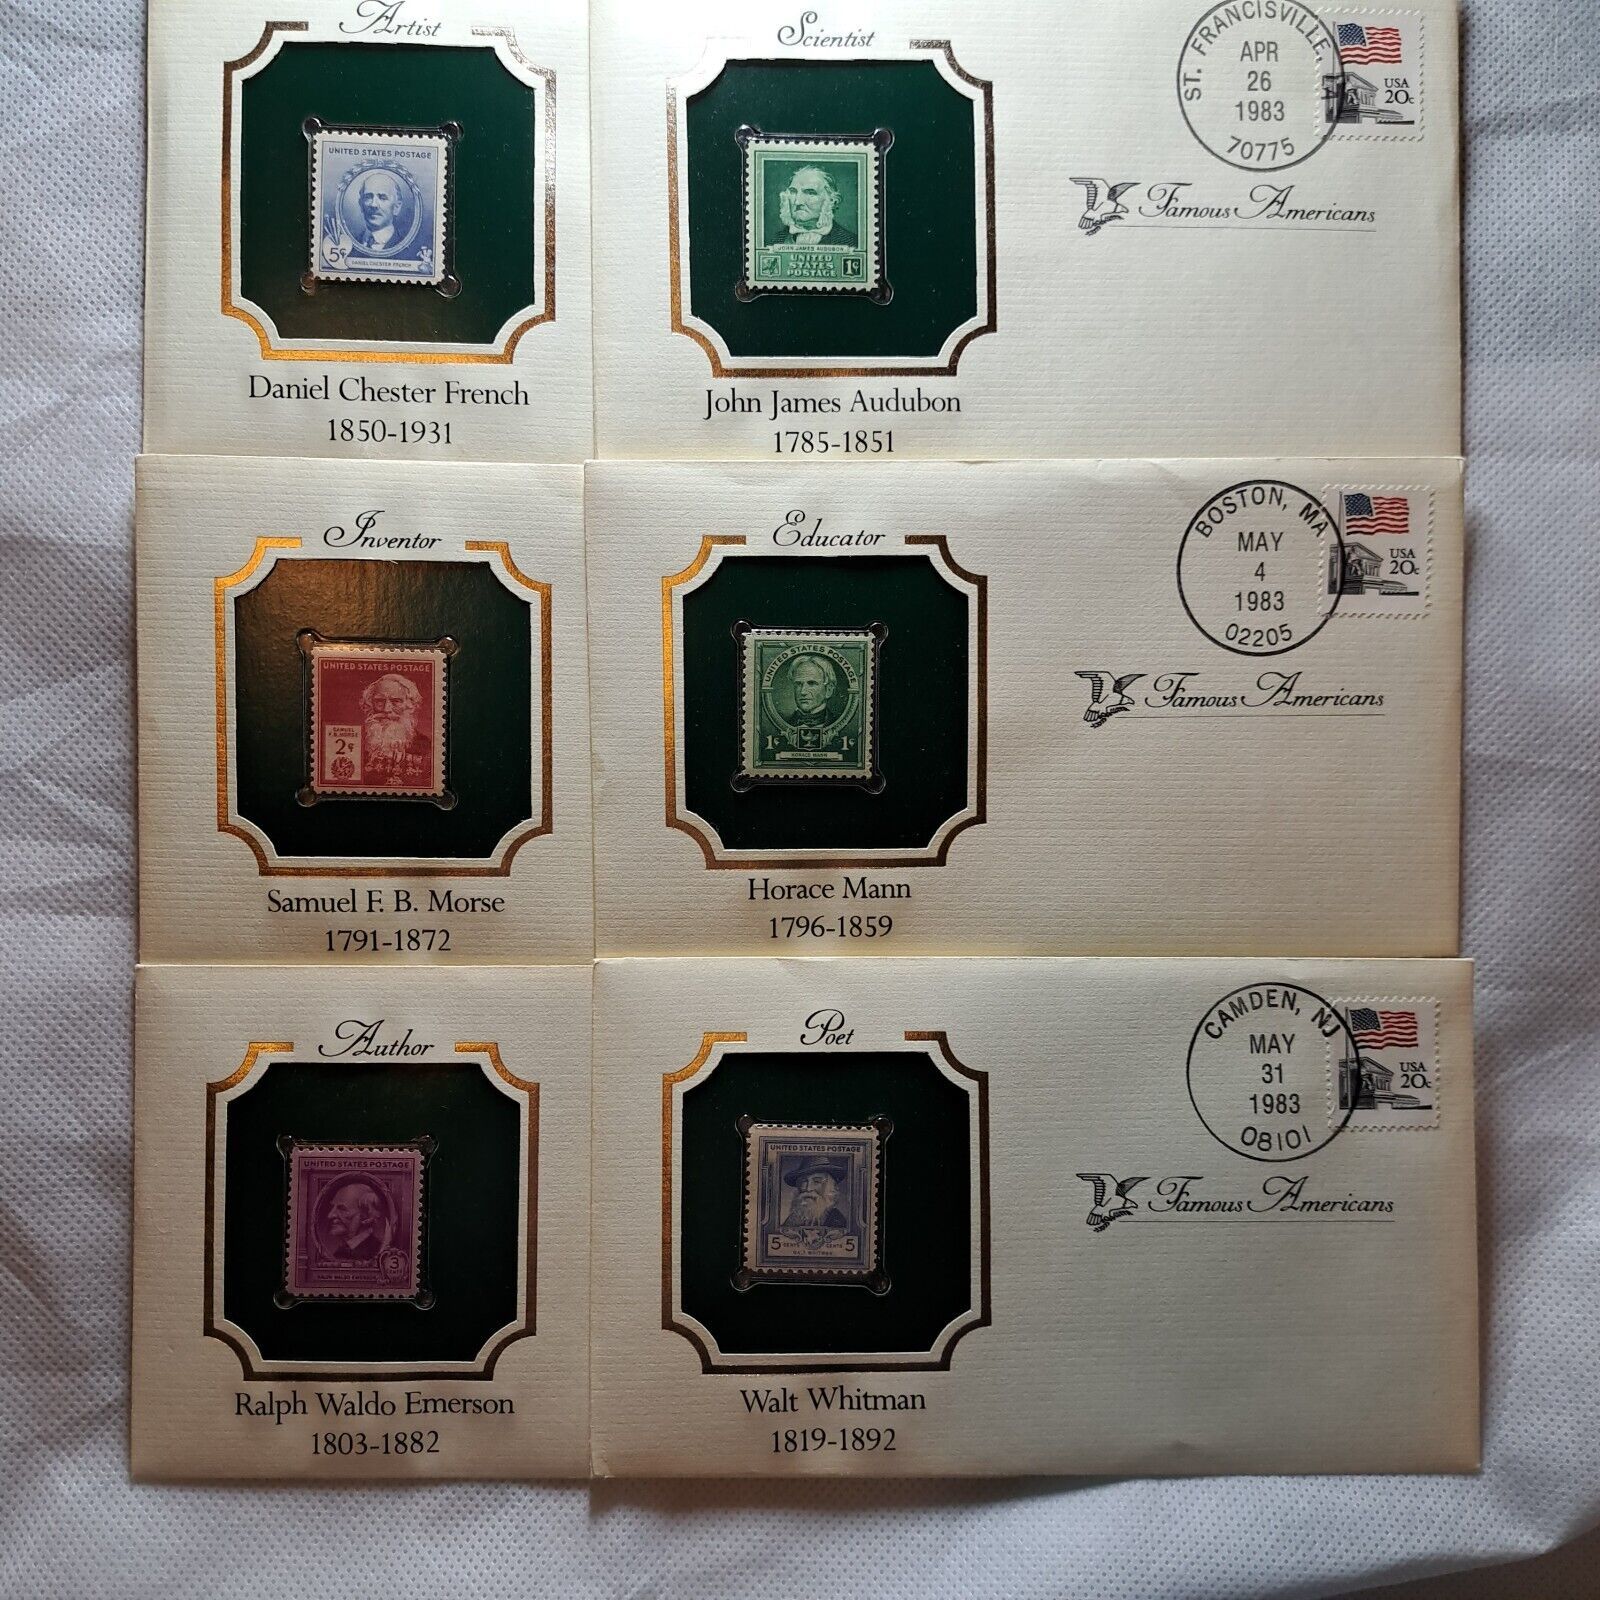 Artist
UNITED STATES POSTAGE
5¢
DANIEL CHESTER FRENCH
Daniel Chester French
1850-1931
Scientist
JOHN JAMES AUDUBON
UNITED
STATES
POSTAGE
1¢
John James Audubon
1785-1851
ST. FRANCISVILLE,
APR
26
1983
70775
USA
20c
Famous Americans
Inventor
UNITED STATES POSTAGE
SAMUEL
F. B. MORSE
2¢
Samuel F. B. Morse
1791-1872
Educator
UNITED STATES POSTAGE
1¢ 1¢
HORACE MANN
Horace Mann
1796-1859
BOSTON, MA
MAY
4
1983
02205
USA
20c
Famous Americans
Author
UNITED STATES POSTAGE
3
CENTS
RALPH WALDO EMERSON
Ralph Waldo Emerson
1803-1882
Poet
UNITED STATES POSTAGE
5 CENTS CENTS 5
WALT WHITMAN
Walt Whitman
1819-1892
CAMDEN, NJ
MAY
31
1983
08101
USA
20c
Famous Americans